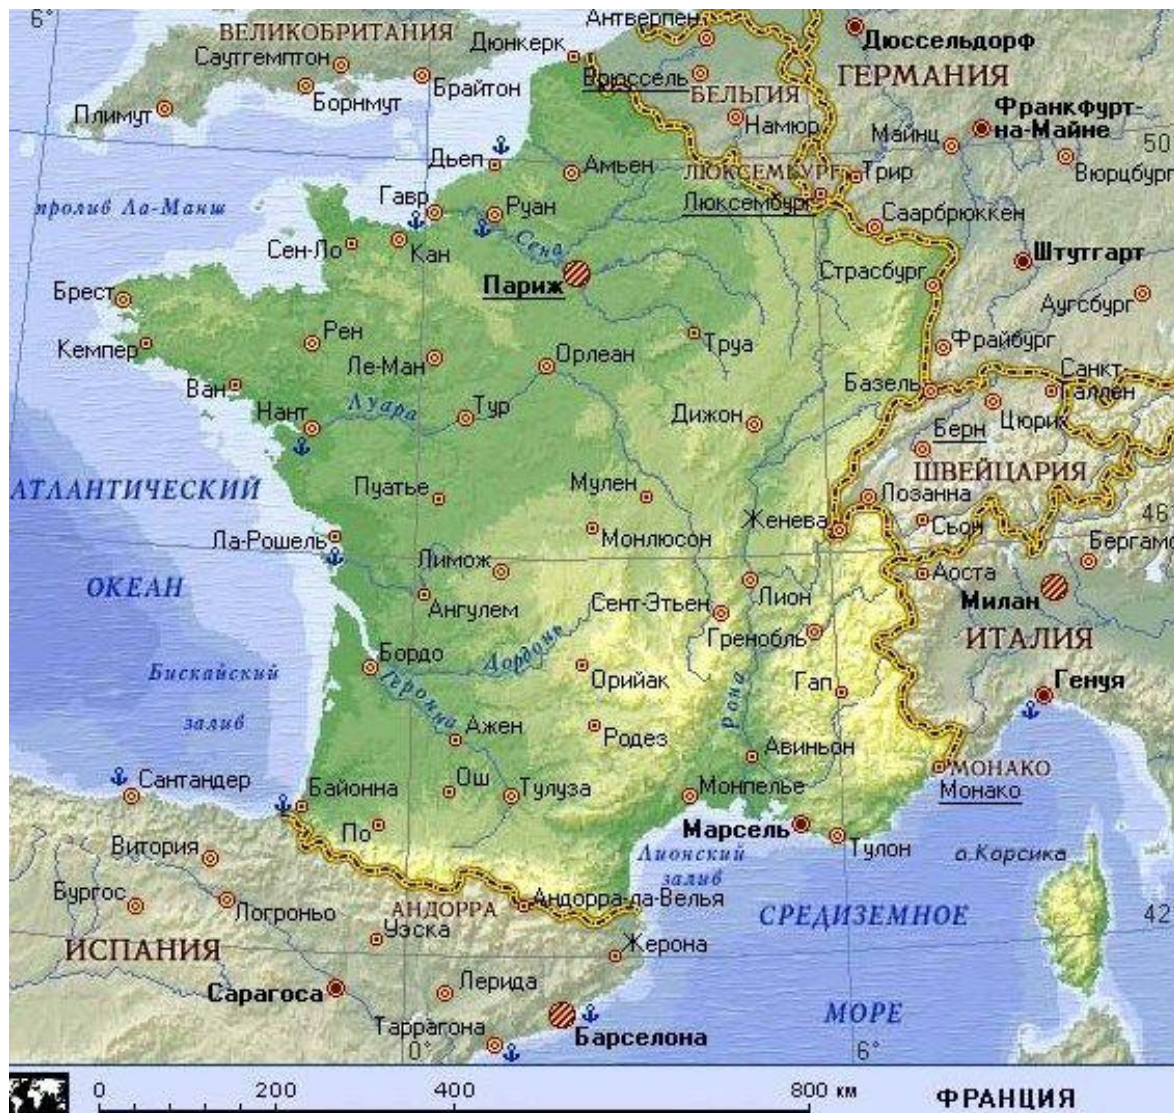 6°
ВЕЛИКОБРИТАНИЯ
Саутгемптон
Плимут
Борнмут
Брайтон
Дюнкерк
Антверпен
Брюссель
БЕЛЬГИЯ
Намюр
Дюссельдорф
ГЕРМАНИЯ
Франкфурт-
на-Майне
Майнц
50
Вюрцбург
Дьеп
Амьен
ЛЮКСЕМБУРГ
Трир
Люксембург
Саарбрюккен
пролив Ла-Манш
Гавр
Руан
Сен-Ло
Кан
Сена
Париж
Страсбург
Штутгарт
Аугсбург
Брест
Кемпер
Рен
Ле-Ман
Орлеан
Труа
Фрайбург
Ван
Нант
Луара
Тур
Дижон
Базель
Санкт-
Галлен
Цюрих
Берн
ШВЕЙЦАРИЯ
АТЛАНТИЧЕСКИЙ
Пуатье
Мулен
Лозанна
Ла-Рошель
Монлюсон
Женева
Сьон
46
Бергамо
ОКЕАН
Лимож
Ангулем
Сент-Этьен
Лион
Аоста
Милан
Гренобль
ИТАЛИЯ
Бискайский
залив
Бордо
Дордонь
Орийак
Гап
Генуя
Гаронна
Рона
Ажен
Родез
Авиньон
МОНАКО
Монако
Сантандер
Байонна
Ош
Тулуза
Монпелье
По
Марсель
Тулон
Лионский
залив
о.Корсика
Витория
Бургос
Логроньо
АНДОРРА
Андорра-ла-Велья
СРЕДИЗЕМНОЕ
42
Уэска
ИСПАНИЯ
Жерона
Сарагоса
Лерида
МОРЕ
Таррагона
Барселона
0°
6°
0
200
400
800 км
ФРАНЦИЯ